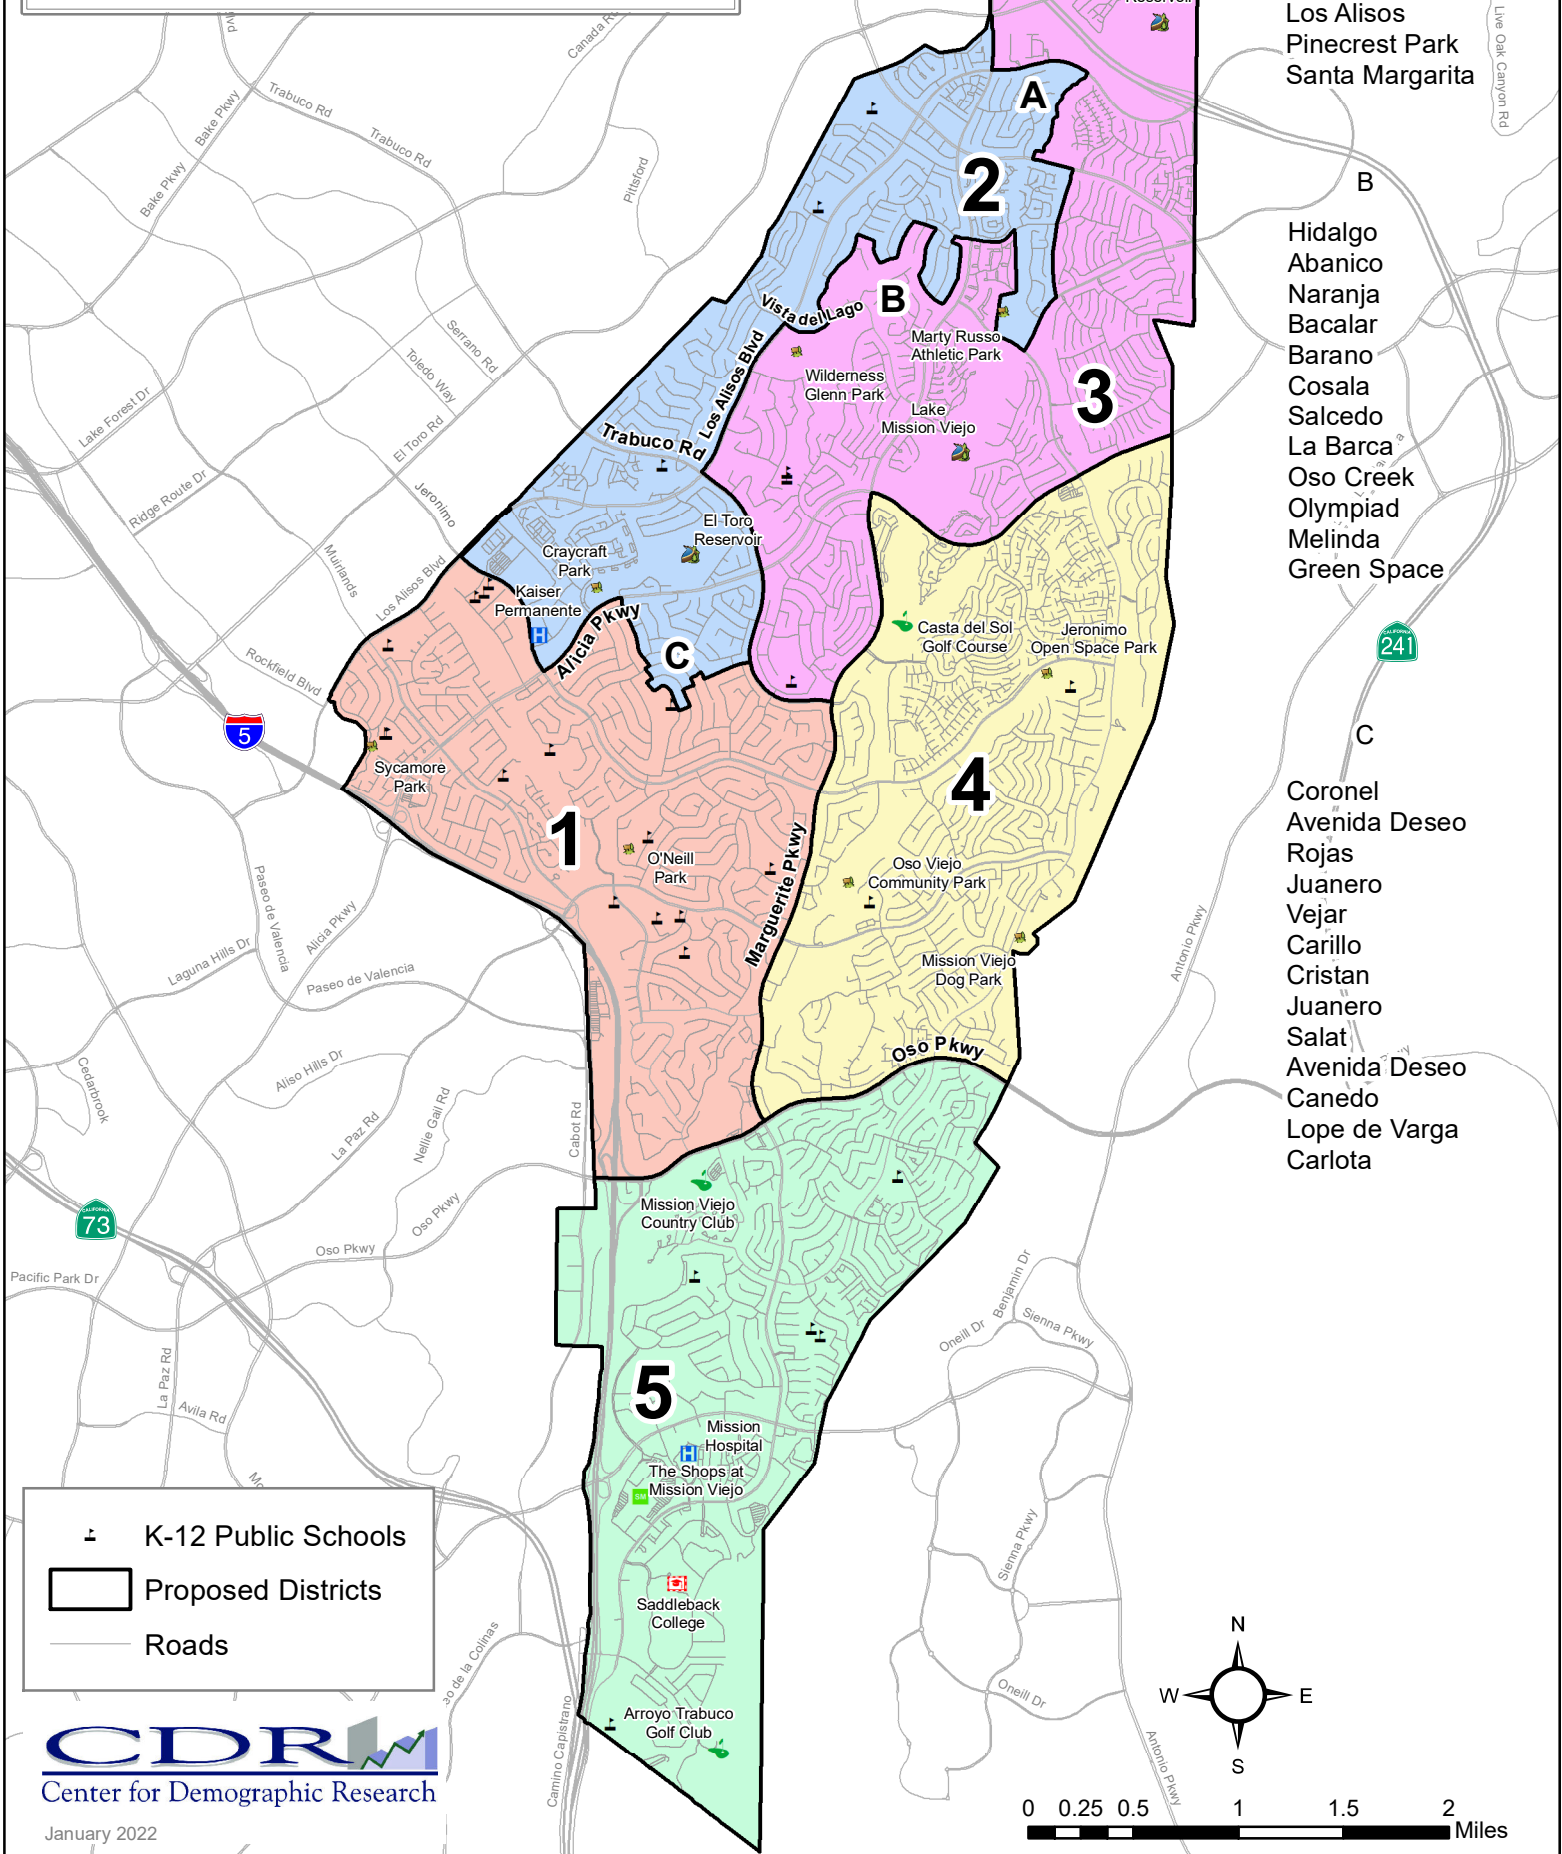 Reservoir
Los Alisos
Pinecrest Park
Santa Margarita
Live Oak Canyon Rd
Blvd
Canada Rd
Trabuco Rd
Bake Pkwy
Trabuco Rd
Bake Pkwy
Pittsford
A
2
B
Hidalgo
Abanico
Naranja
Bacalar
Barano
Cosala
Salcedo
La Barca
Oso Creek
Olympiad
Melinda
Green Space
B
Vista del Lago
Los Alisos Blvd
Marty Russo
Athletic Park
Wilderness
Glenn Park
3
Lake
Mission Viejo
Serrano Rd
Toledo Way
Lake Forest Dr
El Toro Rd
Trabuco Rd
Ridge Route Dr
Jeronimo
Muirlands
Los Alisos Blvd
El Toro
Reservoir
Craycraft
Park
Kaiser
Permanente
H
Alicia Pkwy
C
Casta del Sol
Golf Course
Jeronimo
Open Space Park
CALIFORNIA
241
Rockfield Blvd
5
Sycamore
Park
1
O'Neill
Park
Marguerite Pkwy
4
Oso Viejo
Community Park
Mission Viejo
Dog Park
Oso Pkwy
C
Coronel
Avenida Deseo
Rojas
Juanero
Vejar
Carillo
Cristan
Juanero
Salat
Avenida Deseo
Canedo
Lope de Varga
Carlota
Antonio Pkwy
Paseo de Valencia
Alicia Pkwy
Laguna Hills Dr
Paseo de Valencia
Cedarbrook
Aliso Hills Dr
La Paz Rd
Nellie Gail Rd
Cabot Rd
CALIFORNIA
73
Oso Pkwy
Oso Pkwy
Pacific Park Dr
Mission Viejo
Country Club
Benjamin Dr
Oneill Dr
Sienna Pkwy
La Paz Rd
Avila Rd
5
Mission
Hospital
H
The Shops at
Mission Viejo
SM
Sienna Pkwy
Saddleback
College
Oneill Dr
Arroyo Trabuco
Golf Club
Camino Capistrano
Antonio Pkwy
de la Colinas
K-12 Public Schools
Proposed Districts
Roads
CDR
Center for Demographic Research
January 2022
N
W
E
S
0 0.25 0.5 1 1.5 2
Miles